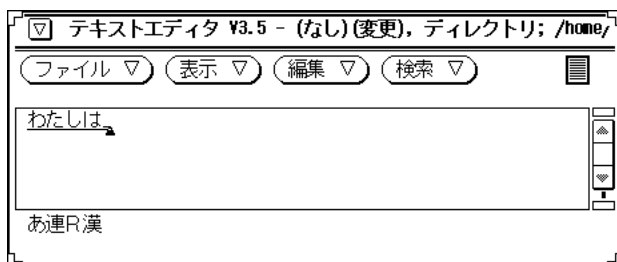 テキストエディタ V3.5 - (なし)(変更), ディレクトリ; /home/
ファイル ▽ 表示 ▽ 編集 ▽ 検索 ▽
わたしは
あ連R漢